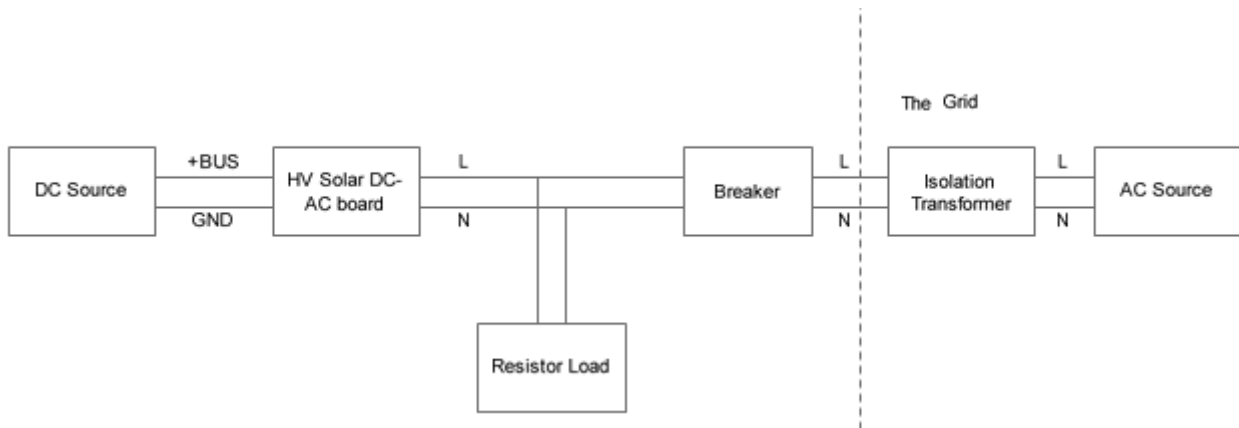 The Grid
+BUS
L
L
L
DC Source
HV Solar DC-
AC board
Breaker
Isolation
Transformer
AC Source
GND
N
N
N
Resistor Load